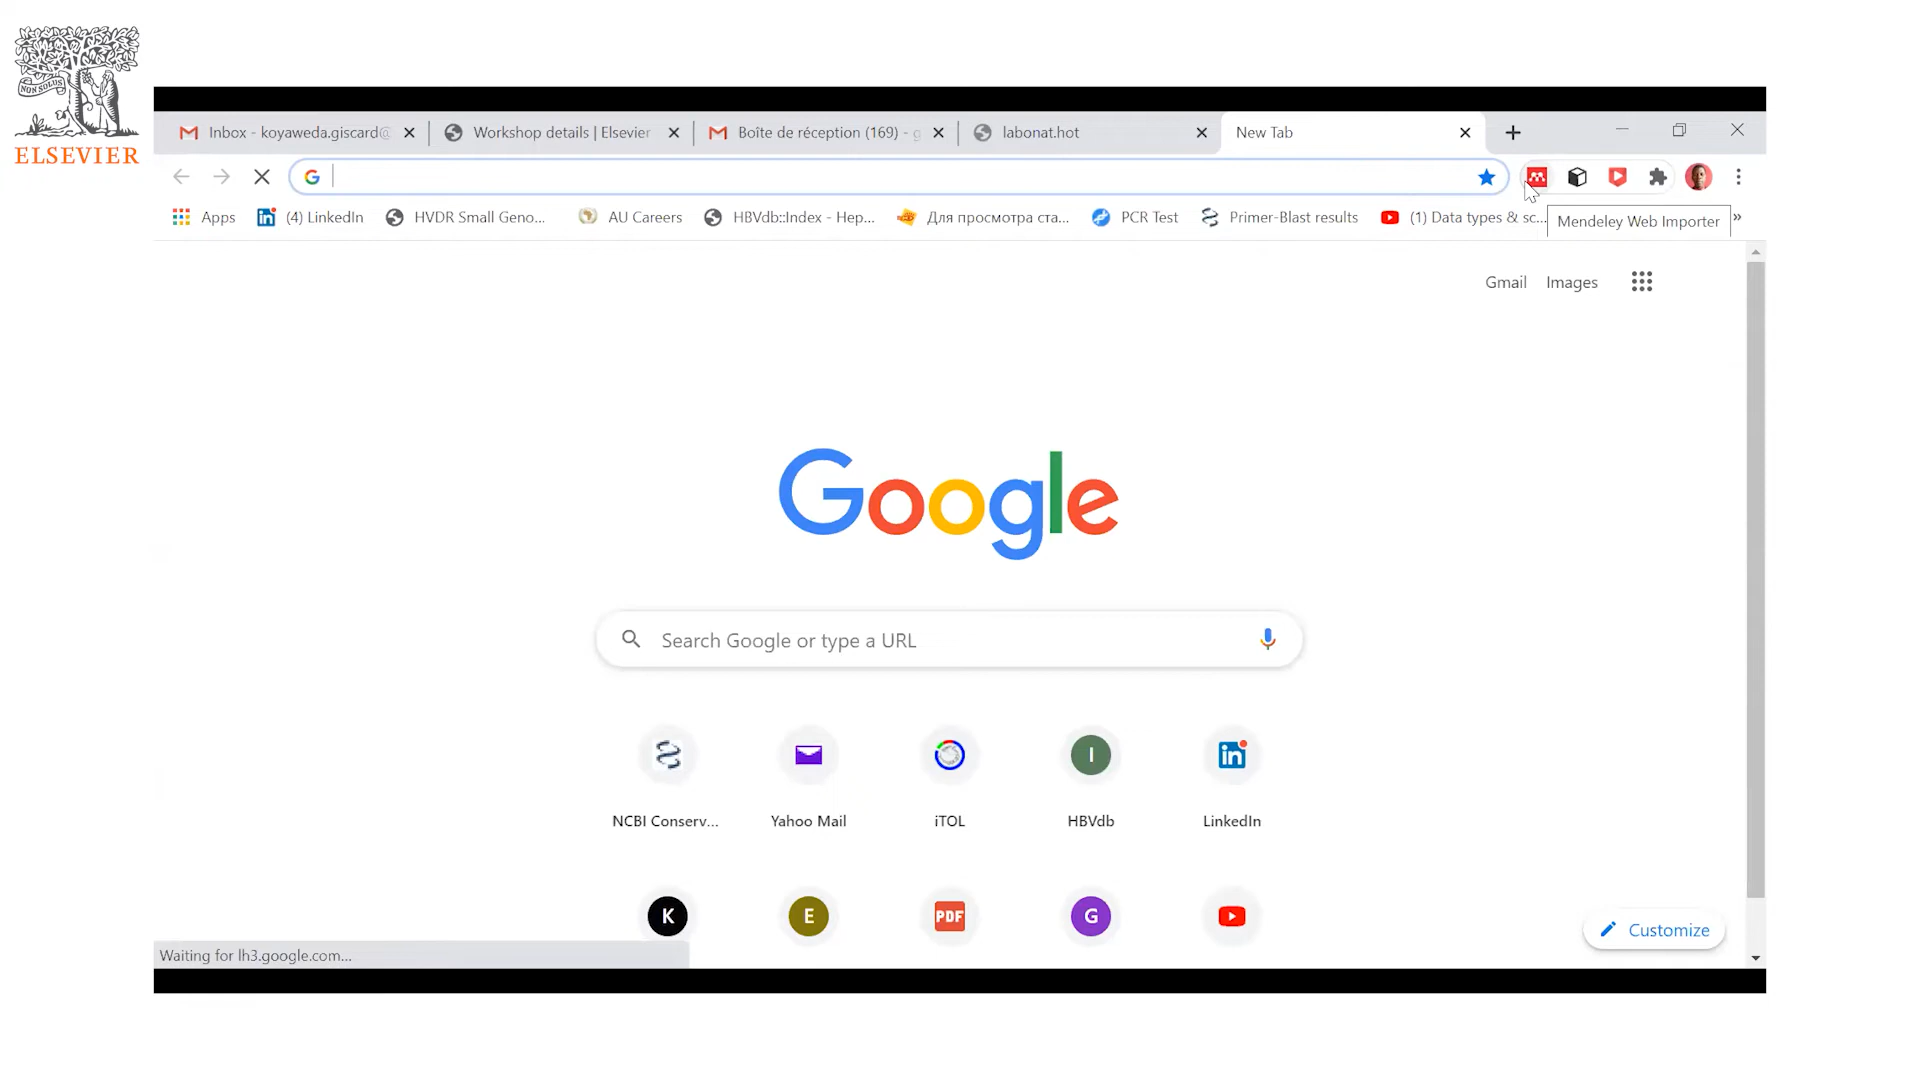 NON SOLUS
ELSEVIER
Inbox - koyaweda.giscard@
Workshop details | Elsevier
Boîte de réception (169) - g
labonat.hot
New Tab
Apps
(4) LinkedIn
HVDR Small Geno...
AU Careers
HBVdb::Index - Hep...
Для просмотра ста...
PCR Test
Primer-Blast results
(1) Data types & sc...
»
Mendeley Web Importer
Gmail
Images
Google
Search Google or type a URL
NCBI Conserv...
Yahoo Mail
iTOL
I
HBVdb
in
LinkedIn
K
E
PDF
G
Customize
Waiting for lh3.google.com...